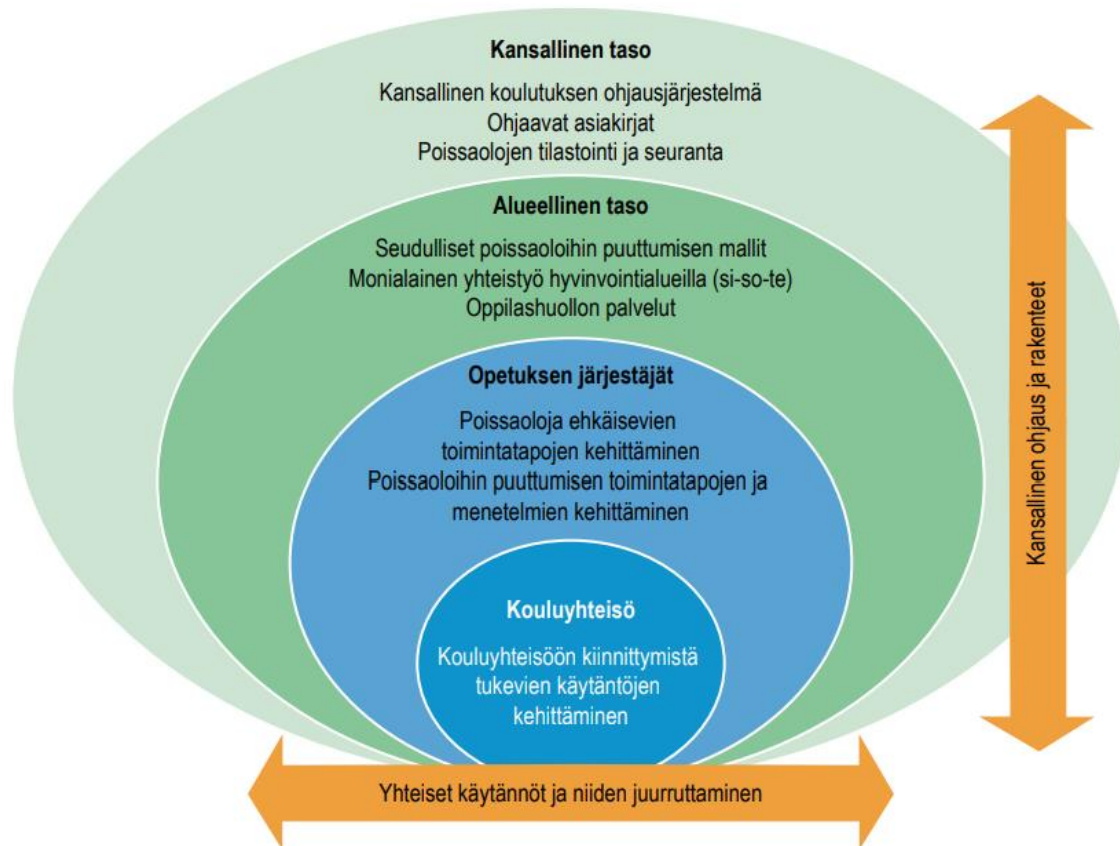 Kansallinen taso
Kansallinen koulutuksen ohjausjärjestelmä
Ohjaavat asiakirjat
Poissaolojen tilastointi ja seuranta
Alueellinen taso
Seudulliset poissaoloihin puuttumisen mallit
Monialainen yhteistyö hyvinvointialueilla (si-so-te)
Oppilashuollon palvelut
Opetuksen järjestäjät
Poissaoloja ehkäisevien
toimintatapojen kehittäminen
Poissaoloihin puuttumisen toimintatapojen ja
menetelmien kehittäminen
Kouluyhteisö
Kouluyhteisöön kiinnittymistä
tukevien käytäntöjen
kehittäminen
Yhteiset käytännöt ja niiden juurruttaminen
Kansallinen ohjaus ja rakenteet